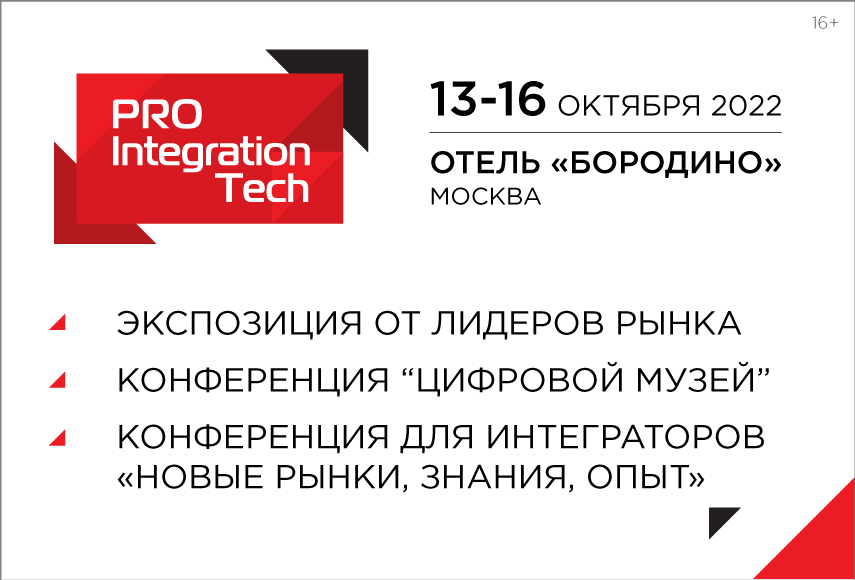 16+
PRO
Integration
Tech
13-16 ОКТЯБРЯ 2022
ОТЕЛЬ «БОРОДИНО»
МОСКВА
ЭКСПОЗИЦИЯ ОТ ЛИДЕРОВ РЫНКА
КОНФЕРЕНЦИЯ “ЦИФРОВОЙ МУЗЕЙ”
КОНФЕРЕНЦИЯ ДЛЯ ИНТЕГРАТОРОВ
«НОВЫЕ РЫНКИ, ЗНАНИЯ, ОПЫТ»